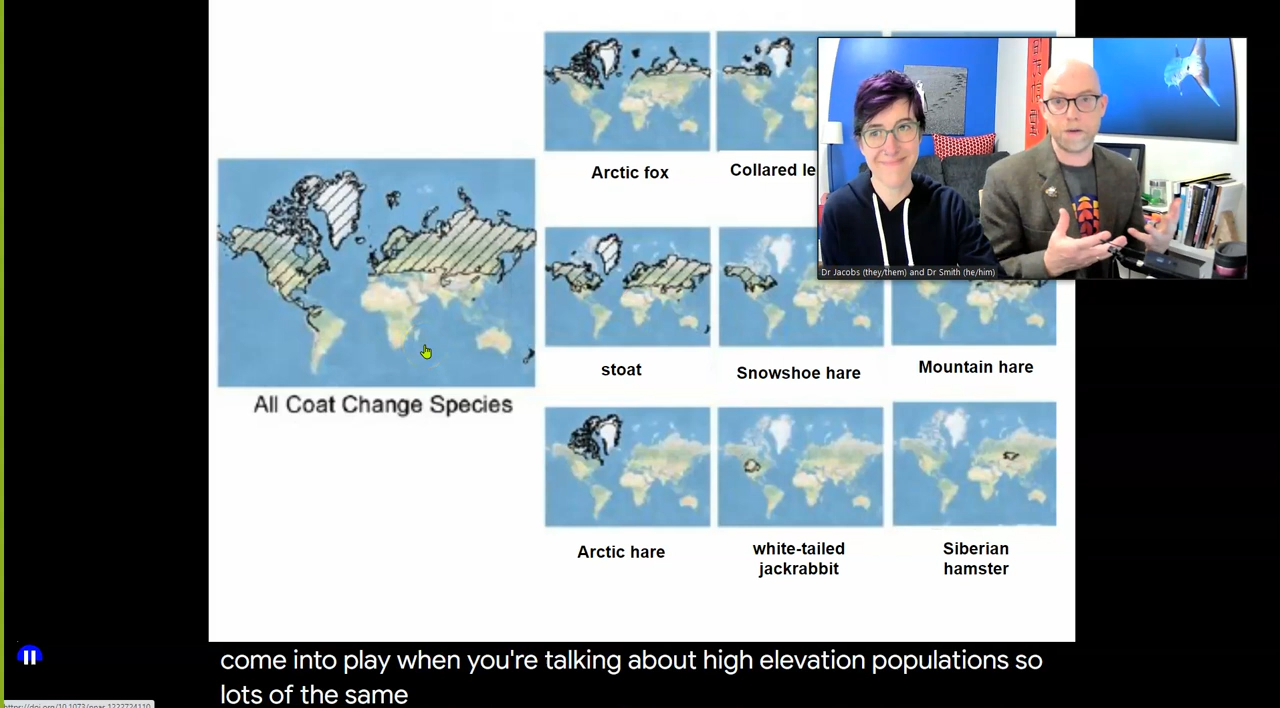 Arctic fox
Collared le
Dr Jacobs (they/them) and Dr Smith (he/him)
All Coat Change Species
stoat
Snowshoe hare
Mountain hare
Arctic hare
white-tailed
jackrabbit
Siberian
hamster
come into play when you're talking about high elevation populations so
lots of the same